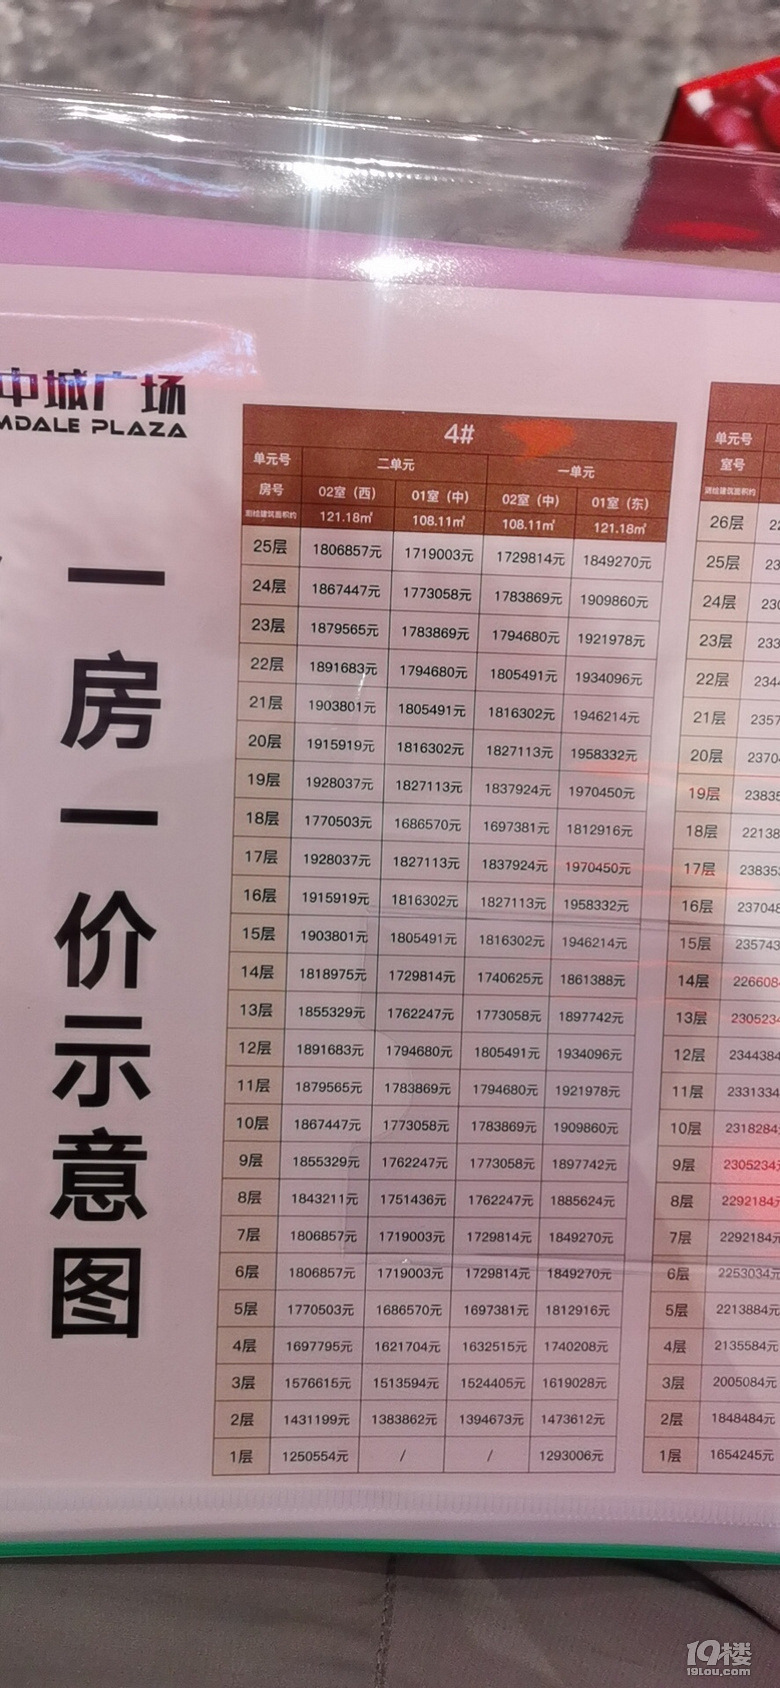 中城广场
MDALE PLAZA
一房一价示意图
4#
单元号 二单元 一单元
房号 02室（西） 01室（中） 02室（中） 01室（东）
测绘建筑面积约 121.18㎡ 108.11㎡ 108.11㎡ 121.18㎡
25层 1806857元 1719003元 1729814元 1849270元
24层 1867447元 1773058元 1783869元 1909860元
23层 1879565元 1783869元 1794680元 1921978元
22层 1891683元 1794680元 1805491元 1934096元
21层 1903801元 1805491元 1816302元 1946214元
20层 1915919元 1816302元 1827113元 1958332元
19层 1928037元 1827113元 1837924元 1970450元
18层 1770503元 1686570元 1697381元 1812916元
17层 1928037元 1827113元 1837924元 1970450元
16层 1915919元 1816302元 1827113元 1958332元
15层 1903801元 1805491元 1816302元 1946214元
14层 1818975元 1729814元 1740625元 1861388元
13层 1855329元 1762247元 1773058元 1897742元
12层 1891683元 1794680元 1805491元 1934096元
11层 1879565元 1783869元 1794680元 1921978元
10层 1867447元 1773058元 1783869元 1909860元
9层 1855329元 1762247元 1773058元 1897742元
8层 1843211元 1751436元 1762247元 1885624元
7层 1806857元 1719003元 1729814元 1849270元
6层 1806857元 1719003元 1729814元 1849270元
5层 1770503元 1686570元 1697381元 1812916元
4层 1697795元 1621704元 1632515元 1740208元
3层 1576615元 1513594元 1524405元 1619028元
2层 1431199元 1383862元 1394673元 1473612元
1层 1250554元 / / 1293006元
单元号
室号
测绘建筑面积约
26层 22
25层 23
24层 230
23层 233
22层 2344
21层 2357
20层 2370
19层 23835
18层 22138
17层 23835
16层 237048
15层 235743
14层 226608
13层 2305234
12层 2344384
11层 2331334
10层 2318284
9层 2305234
8层 2292184元
7层 2292184元
6层 2253034元
5层 2213884元
4层 2135584元
3层 2005084元
2层 1848484元
1层 1654245元
19楼
19lou.com